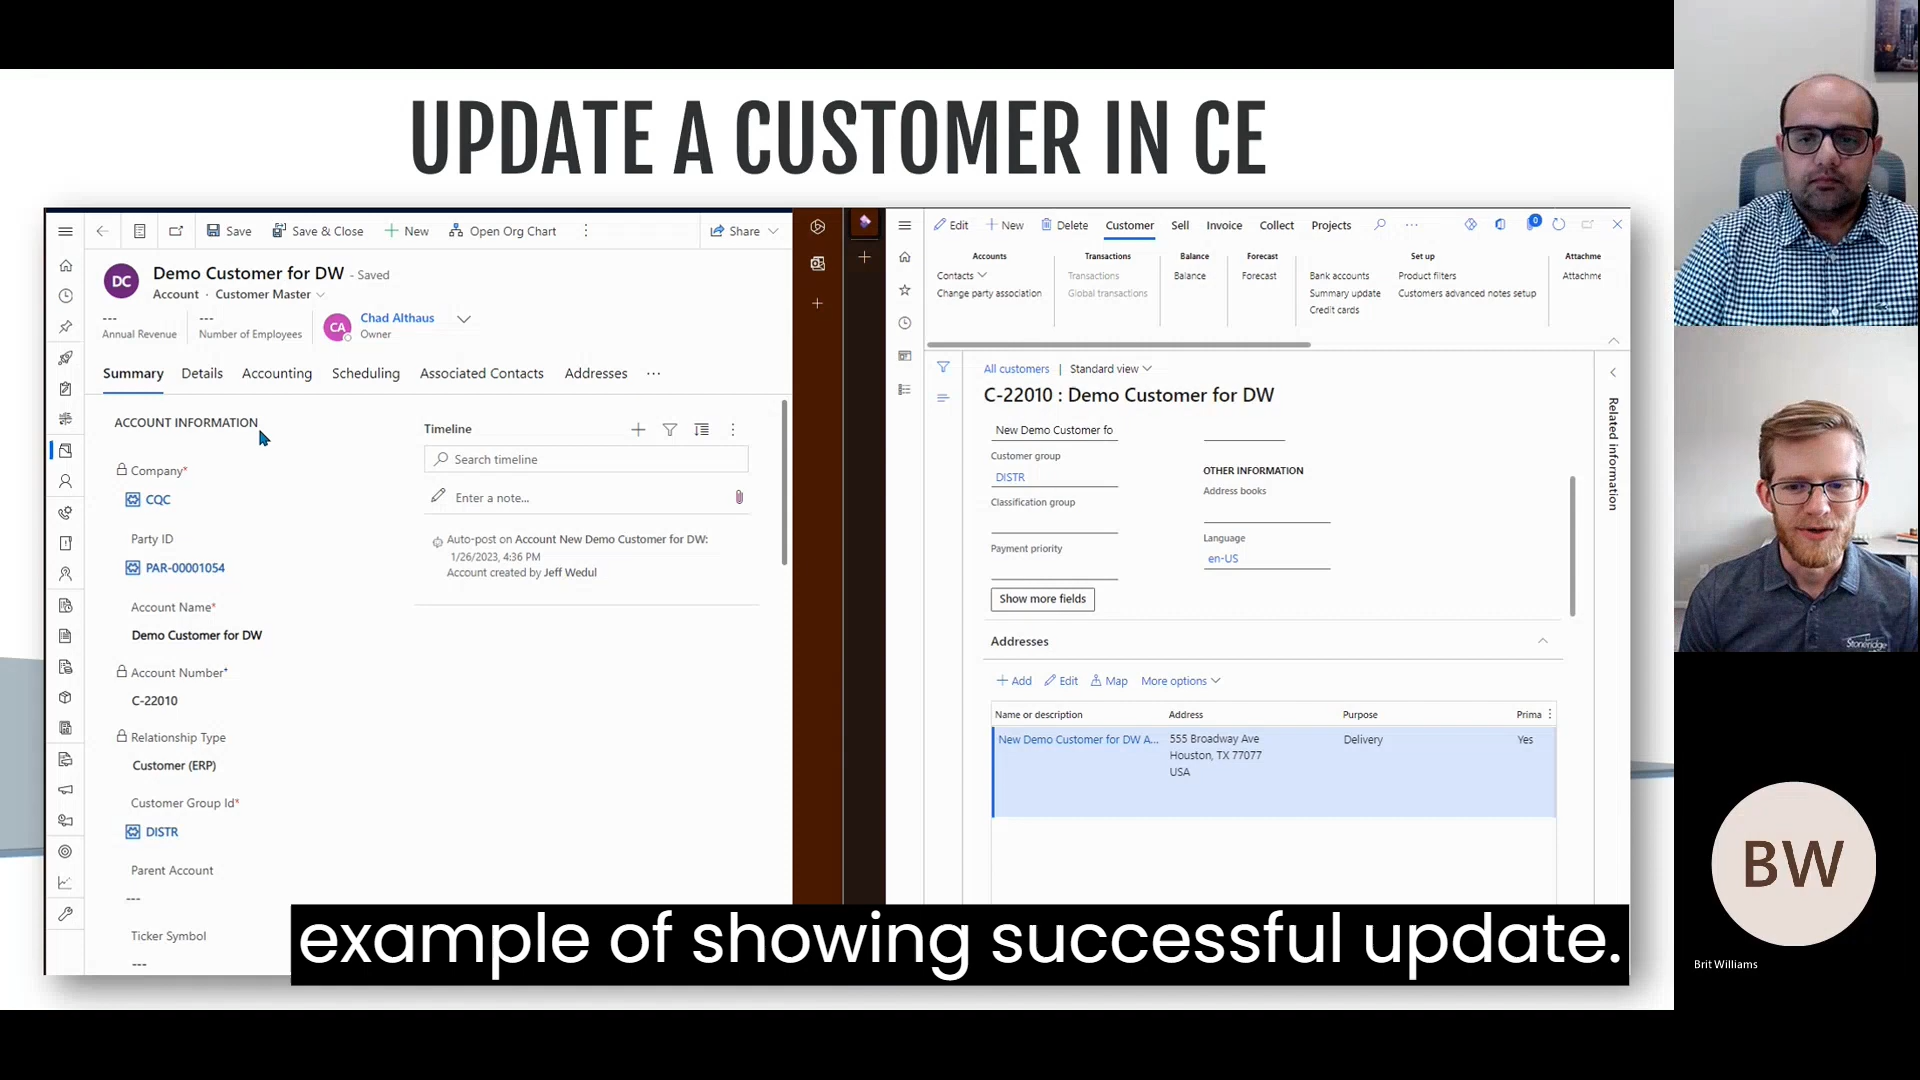 UPDATE A CUSTOMER IN CE
Save
Save & Close
New
Open Org Chart
Share
DC
Demo Customer for DW - Saved
Account · Customer Master
---
Annual Revenue
---
Number of Employees
CA
Chad Althaus
Owner
Summary
Details
Accounting
Scheduling
Associated Contacts
Addresses
ACCOUNT INFORMATION
Company*
CQC
Party ID
PAR-00001054
Account Name*
Demo Customer for DW
Account Number*
C-22010
Relationship Type
Customer (ERP)
Customer Group Id*
DISTR
Parent Account
---
Ticker Symbol
---
Timeline
Search timeline
Enter a note...
Auto-post on Account New Demo Customer for DW:
1/26/2023, 4:36 PM
Account created by Jeff Wedul
Edit
New
Delete
Customer
Sell
Invoice
Collect
Projects
0
Accounts
Contacts
Change party association
Transactions
Transactions
Global transactions
Balance
Balance
Forecast
Forecast
Set up
Bank accounts
Summary update
Credit cards
Product filters
Customers advanced notes setup
Attachme
Attachme
All customers | Standard view
C-22010 : Demo Customer for DW
New Demo Customer fo
Customer group
DISTR
Classification group
Payment priority
Show more fields
OTHER INFORMATION
Address books
Language
en-US
Related information
Addresses
Add
Edit
Map
More options
Name or description
Address
Purpose
Prima
New Demo Customer for DW A...
555 Broadway Ave
Houston, TX 77077
USA
Delivery
Yes
example of showing successful update.
Stoneridge
BW
Brit Williams